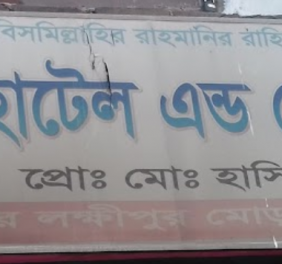 বিসমিল্লাহির রাহমানির রাহি
হাটেল এন্ড
প্রোঃ মোঃ হাসি
র লক্ষীপুর মোড়